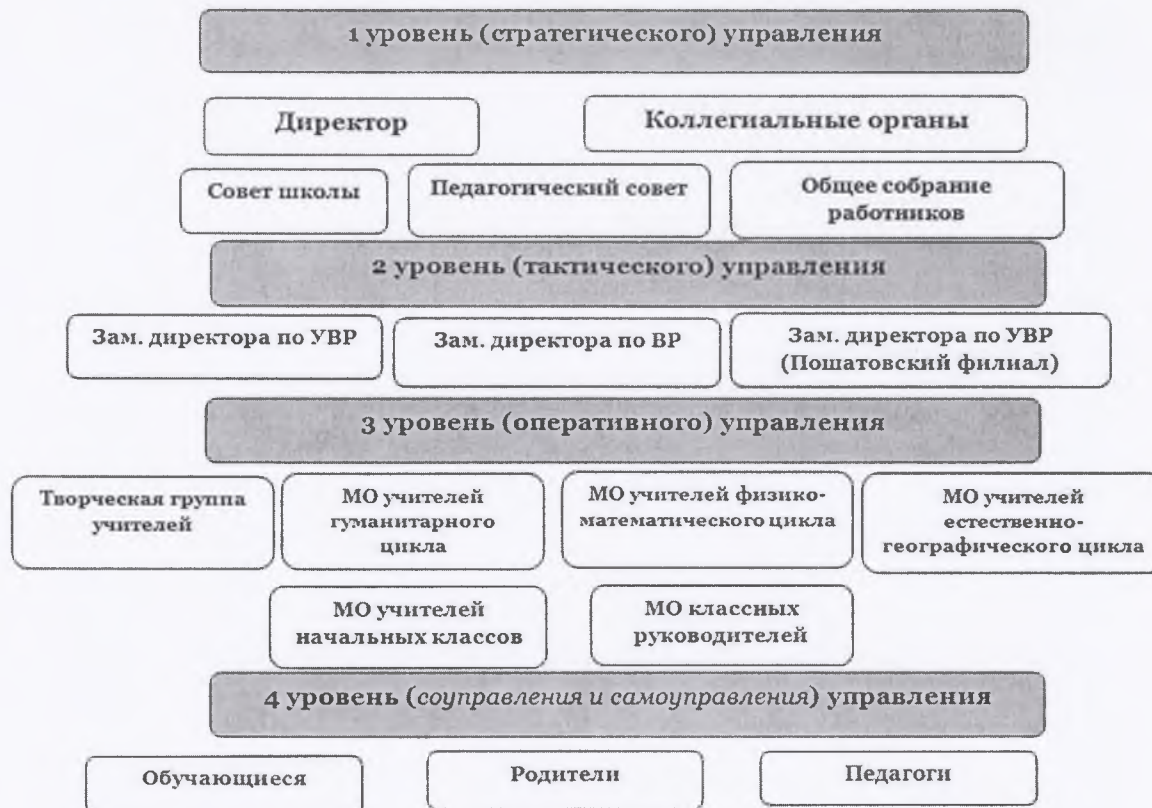 1 уровень (стратегического) управления
Директор
Коллегиальные органы
Совет школы
Педагогический совет
Общее собрание
работников
2 уровень (тактического) управления
Зам. директора по УВР
Зам. директора по ВР
Зам. директора по УВР
(Пошатовский филиал)
3 уровень (оперативного) управления
Творческая группа
учителей
МО учителей
гуманитарного
цикла
МО учителей физико-
математического цикла
МО учителей
естественно-
географического цикла
МО учителей
начальных классов
МО классных
руководителей
4 уровень (соуправления и самоуправления) управления
Обучающиеся
Родители
Педагоги